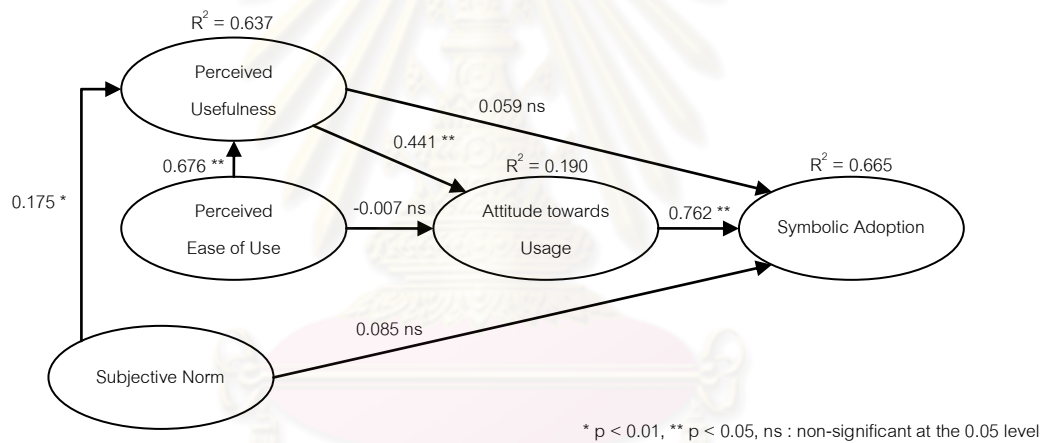 R² = 0.637
Perceived
Usefulness
0.059 ns
0.441 **
0.676 **
R² = 0.190
R² = 0.665
0.175 *
Perceived
Ease of Use
-0.007 ns
Attitude towards
Usage
0.762 **
Symbolic Adoption
0.085 ns
Subjective Norm
* p < 0.01, ** p < 0.05, ns : non-significant at the 0.05 level